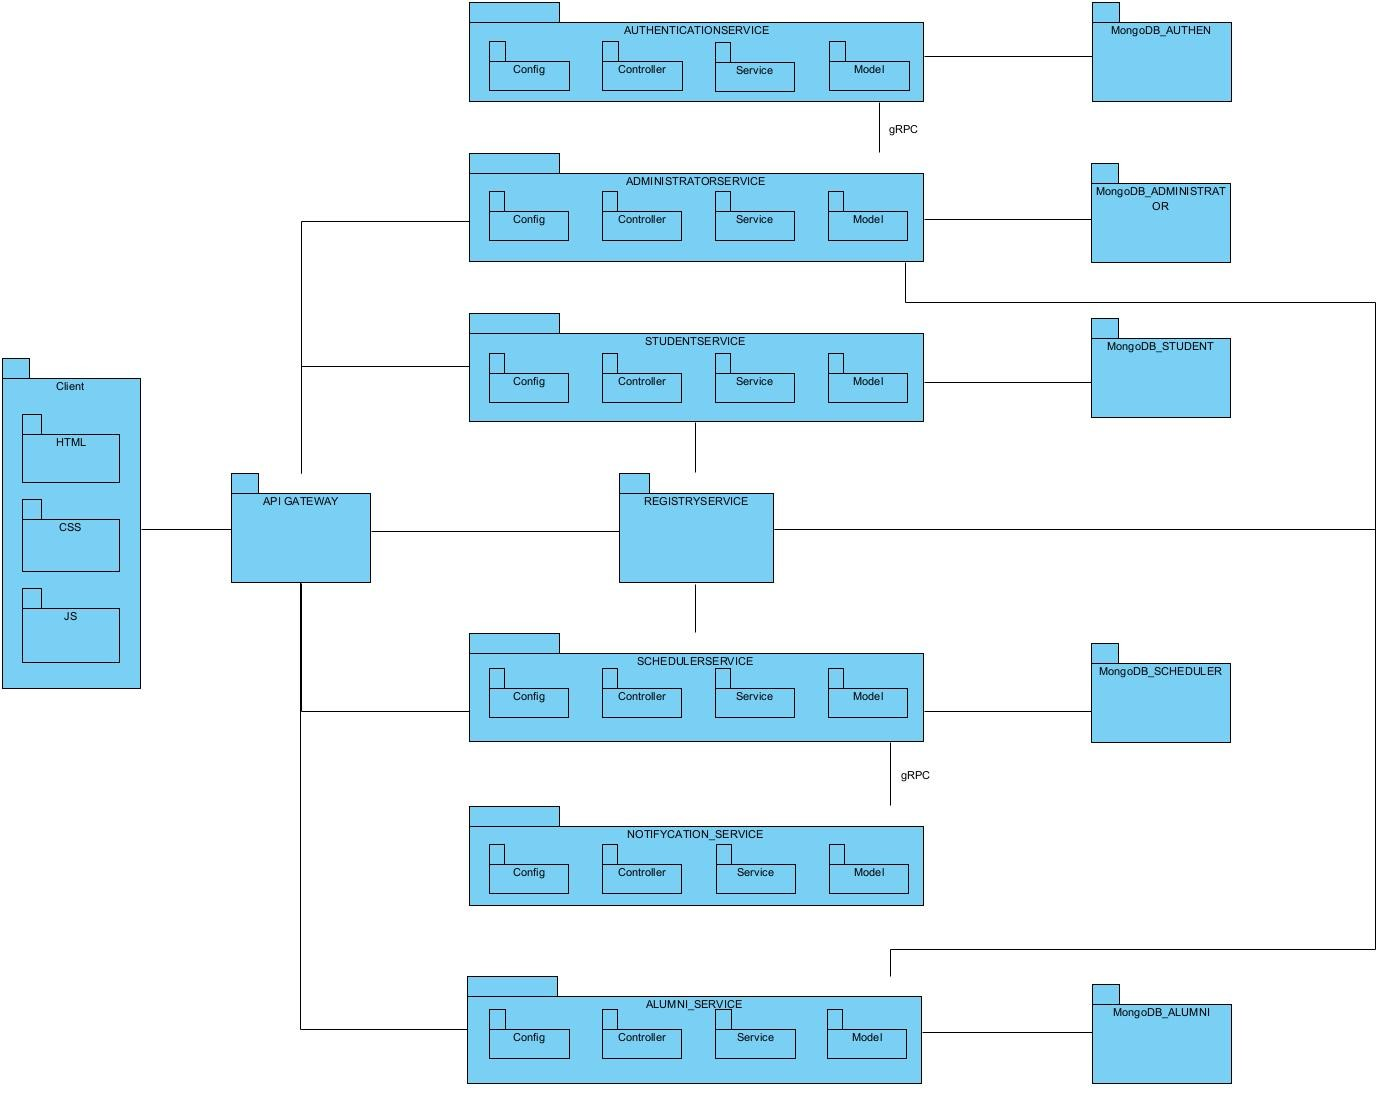 AUTHENTICATIONSERVICE
Config
Controller
Service
Model
MongoDB_AUTHEN
gRPC
ADMINISTRATORSERVICE
Config
Controller
Service
Model
MongoDB_ADMINISTRAT
OR
STUDENTSERVICE
Config
Controller
Service
Model
MongoDB_STUDENT
Client
HTML
CSS
JS
API GATEWAY
REGISTRYSERVICE
SCHEDULERSERVICE
Config
Controller
Service
Model
MongoDB_SCHEDULER
gRPC
NOTIFYCATION_SERVICE
Config
Controller
Service
Model
ALUMNI_SERVICE
Config
Controller
Service
Model
MongoDB_ALUMNI